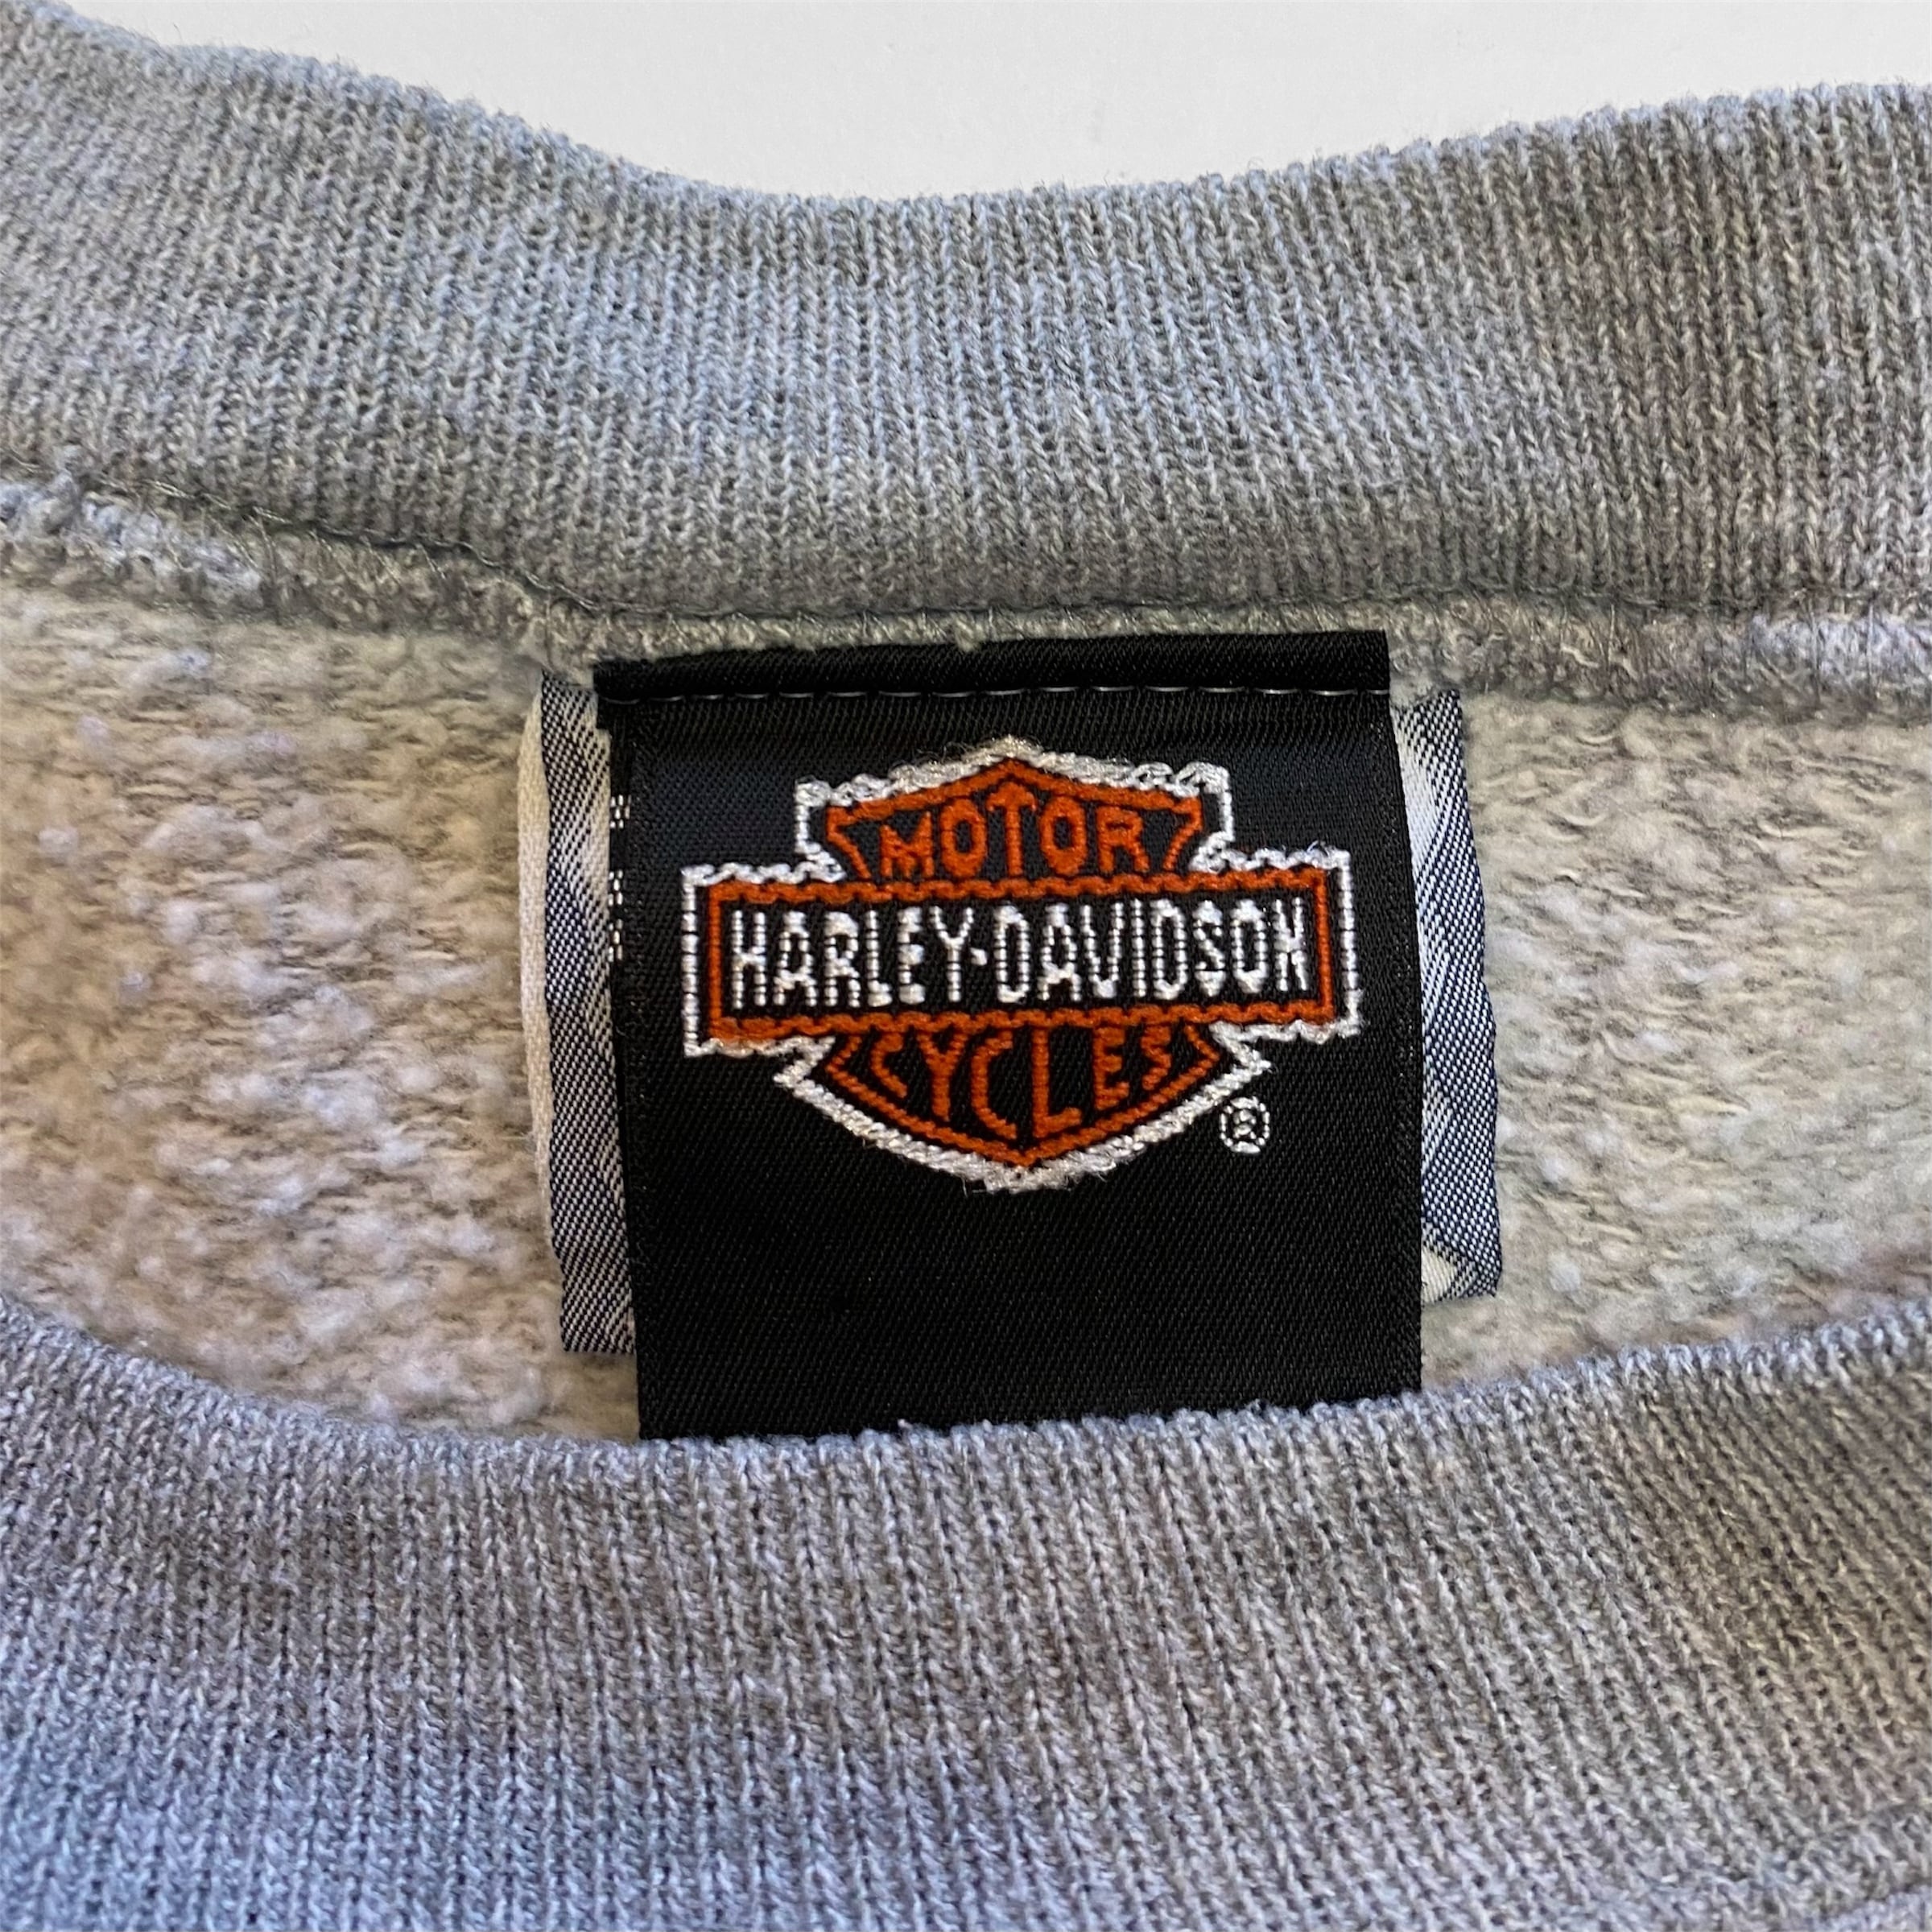 MOTOR
HARLEY-DAVIDSON
CYCLES
®